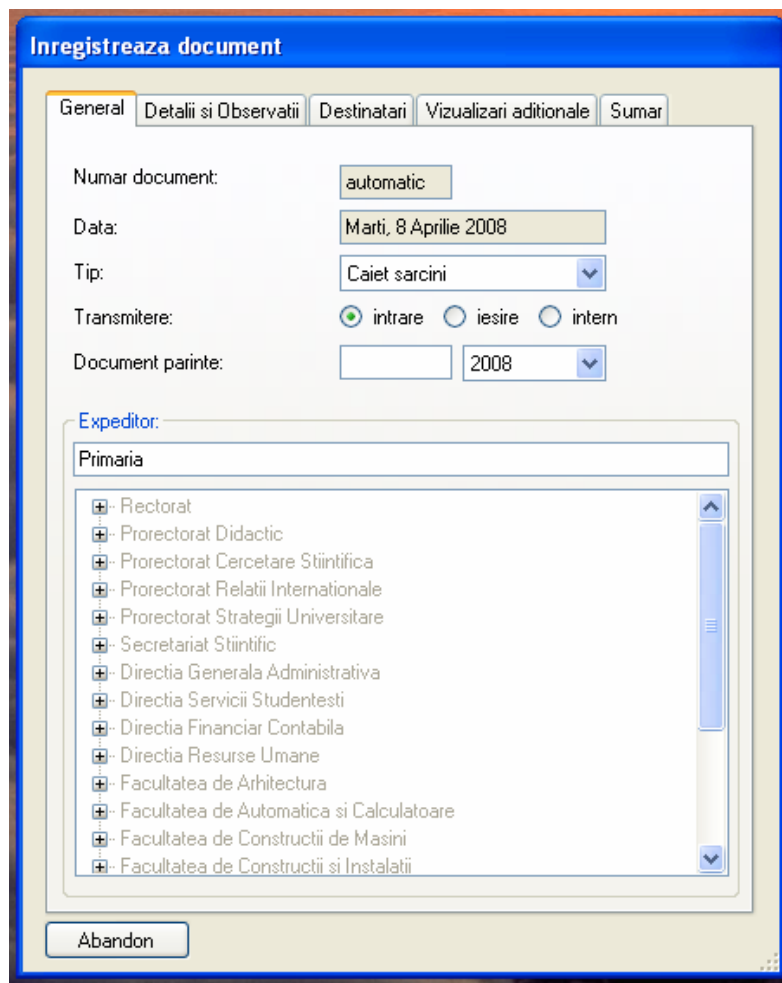 Inregistreaza document
General Detalii si Observatii Destinatari Vizualizari aditionale Sumar
Numar document: automatic
Data: Marti, 8 Aprilie 2008
Tip: Caiet sarcini
Transmitere: intrare iesire intern
Document parinte: 2008
Expeditor:
Primaria
Rectorat
Prorectorat Didactic
Prorectorat Cercetare Stiintifica
Prorectorat Relatii Internationale
Prorectorat Strategii Universitare
Secretariat Stiintific
Directia Generala Administrativa
Directia Servicii Studentesti
Directia Financiar Contabila
Directia Resurse Umane
Facultatea de Arhitectura
Facultatea de Automatica si Calculatoare
Facultatea de Constructii de Masini
Facultatea de Constructii si Instalatii
Abandon